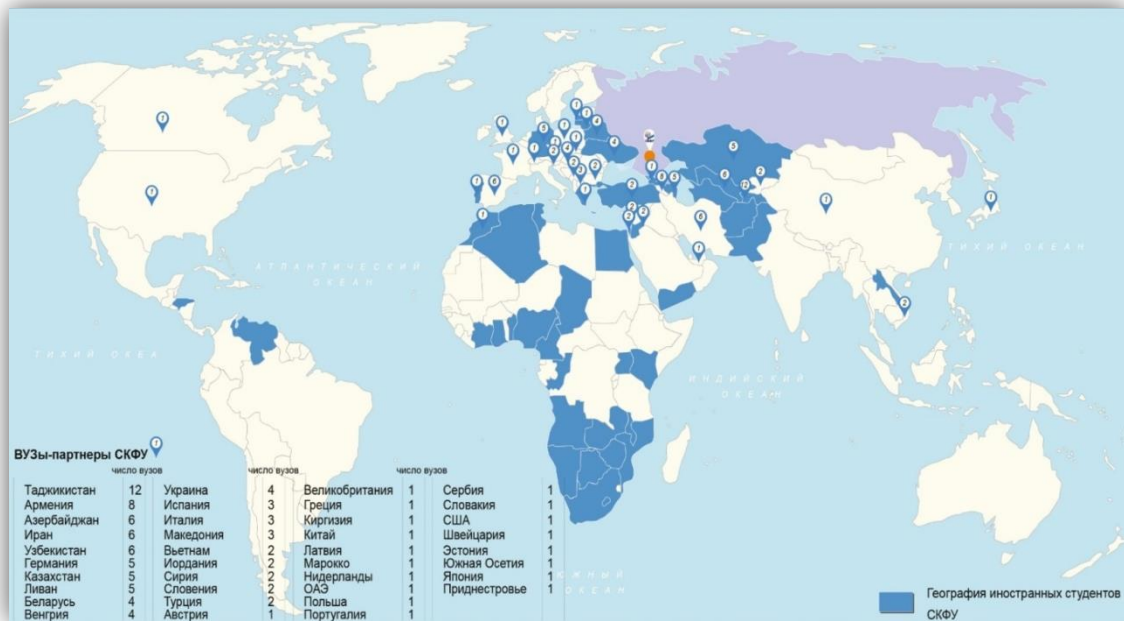 АТЛАНТИЧЕСКИЙ
ОКЕАН
ТИХИЙ ОКЕАН
ТИХИЙ ОКЕА
ИНДИЙСКИЙ
ОКЕАН
ЮЖНЫЙ
ОКЕАН
ВУЗы-партнеры СКФУ 1
число вузов число вузов число вузов
Таджикистан 12 Украина 4 Великобритания 1 Сербия 1
Армения 8 Испания 3 Греция 1 Словакия 1
Азербайджан 6 Италия 3 Киргизия 1 США 1
Иран 6 Македония 3 Китай 1 Швейцария 1
Узбекистан 6 Вьетнам 2 Латвия 1 Эстония 1
Германия 5 Иордания 2 Марокко 1 Южная Осетия 1
Казахстан 5 Сирия 2 Нидерланды 1 Япония 1
Ливан 5 Словения 2 ОАЭ 1 Приднестровье 1
Беларусь 4 Турция 2 Польша 1
Венгрия 4 Австрия 1 Португалия 1
География иностранных студентов
СКФУ